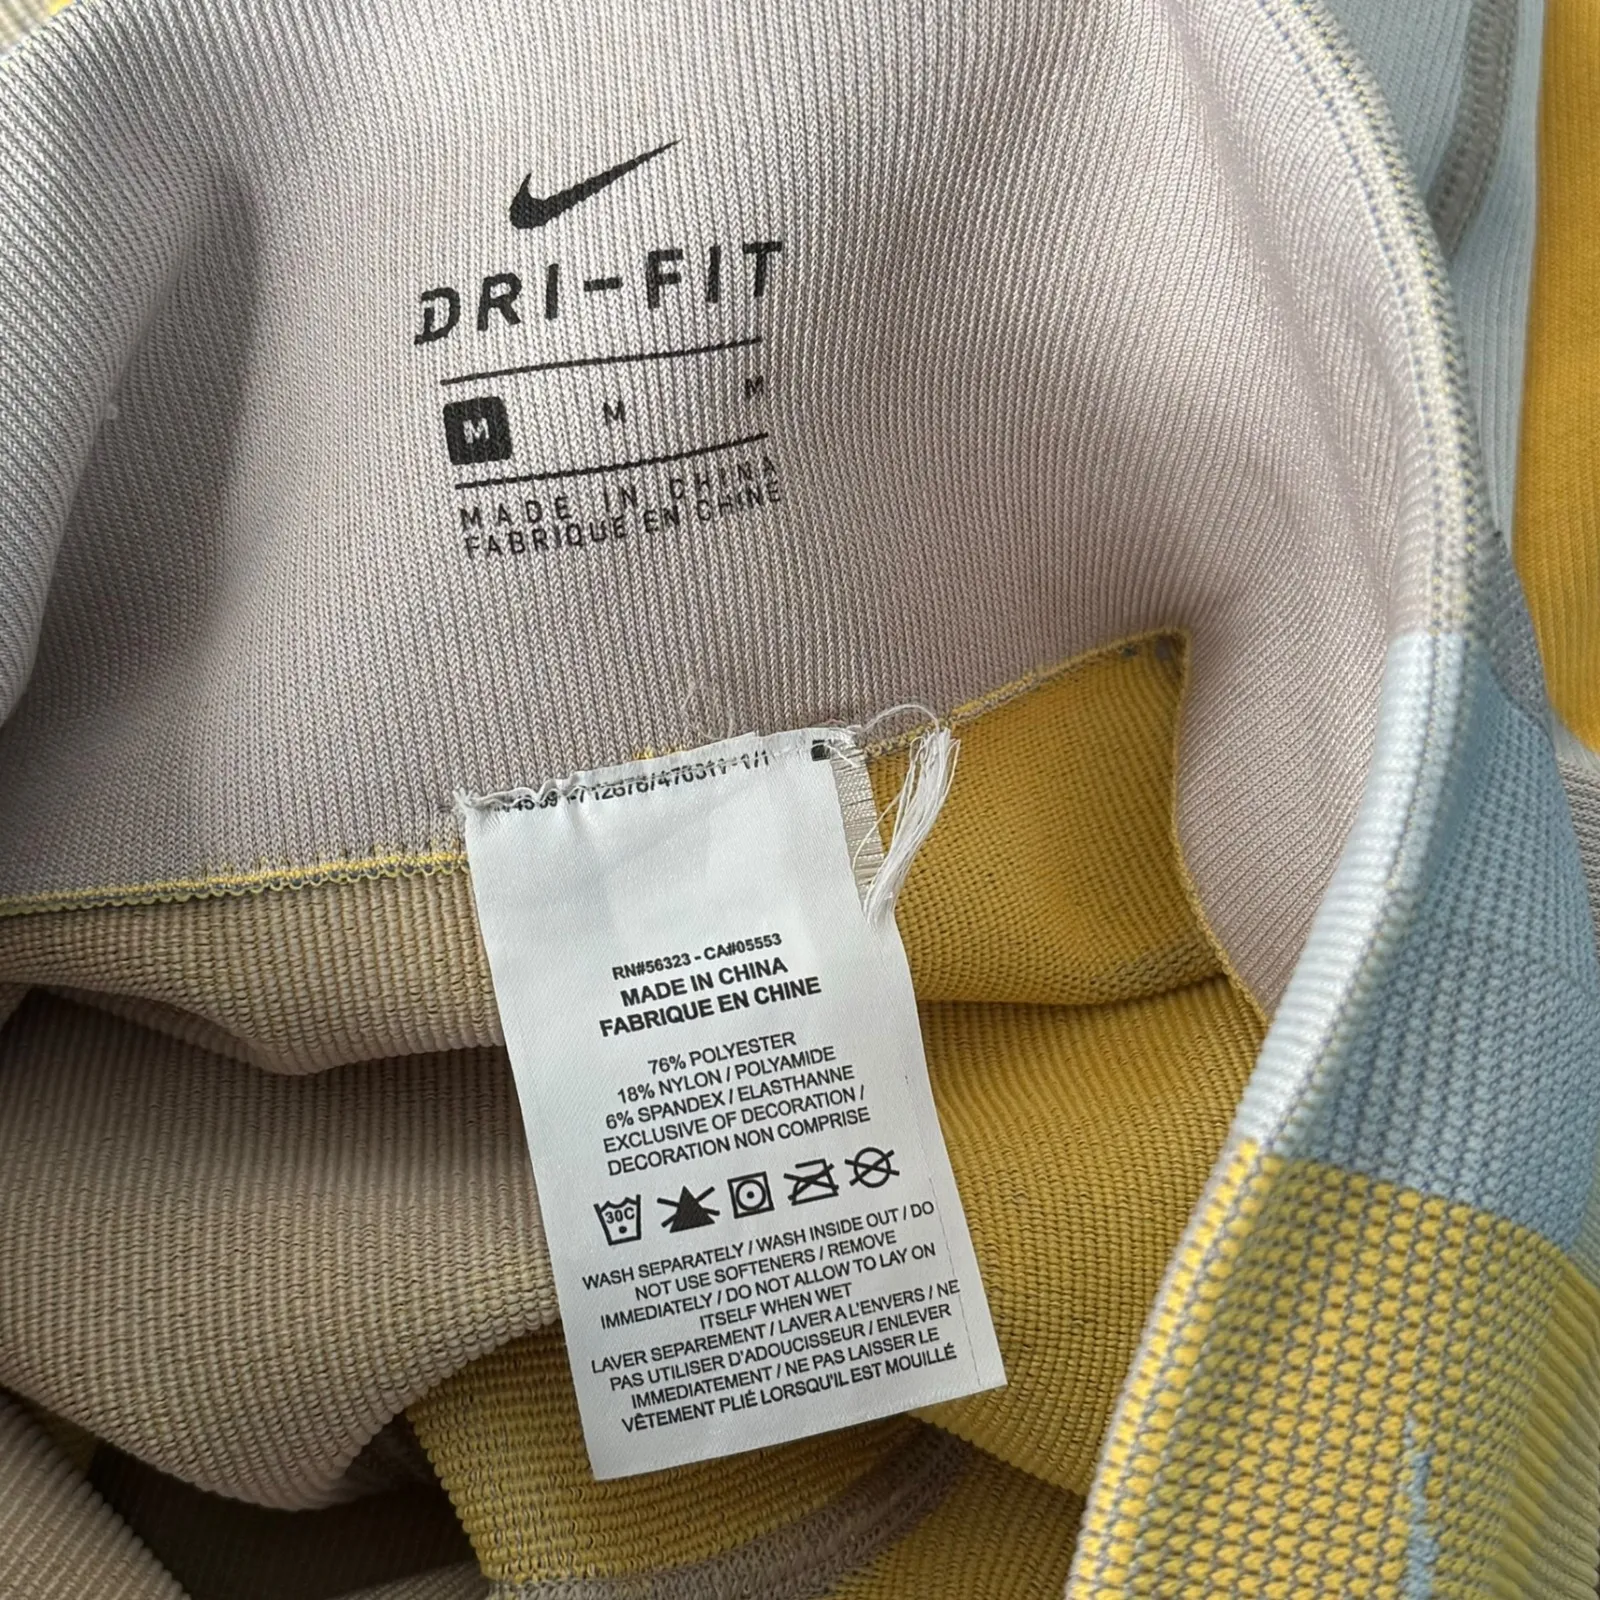 DRI-FIT
M M M
MADE IN CHINA
FABRIQUE EN CHINE
RN#56323 - CA#05553
MADE IN CHINA
FABRIQUE EN CHINE
76% POLYESTER
18% NYLON / POLYAMIDE
6% SPANDEX / ELASTHANNE
EXCLUSIVE OF DECORATION /
DECORATION NON COMPRISE
30C
WASH SEPARATELY / WASH INSIDE OUT / DO
NOT USE SOFTENERS / REMOVE
IMMEDIATELY / DO NOT ALLOW TO LAY ON
ITSELF WHEN WET
LAVER SEPAREMENT / LAVER A L'ENVERS / NE
PAS UTILISER D'ADOUCISSEUR / ENLEVER
IMMEDIATEMENT / NE PAS LAISSER LE
VÊTEMENT PLIÉ LORSQU'IL EST MOUILLÉ